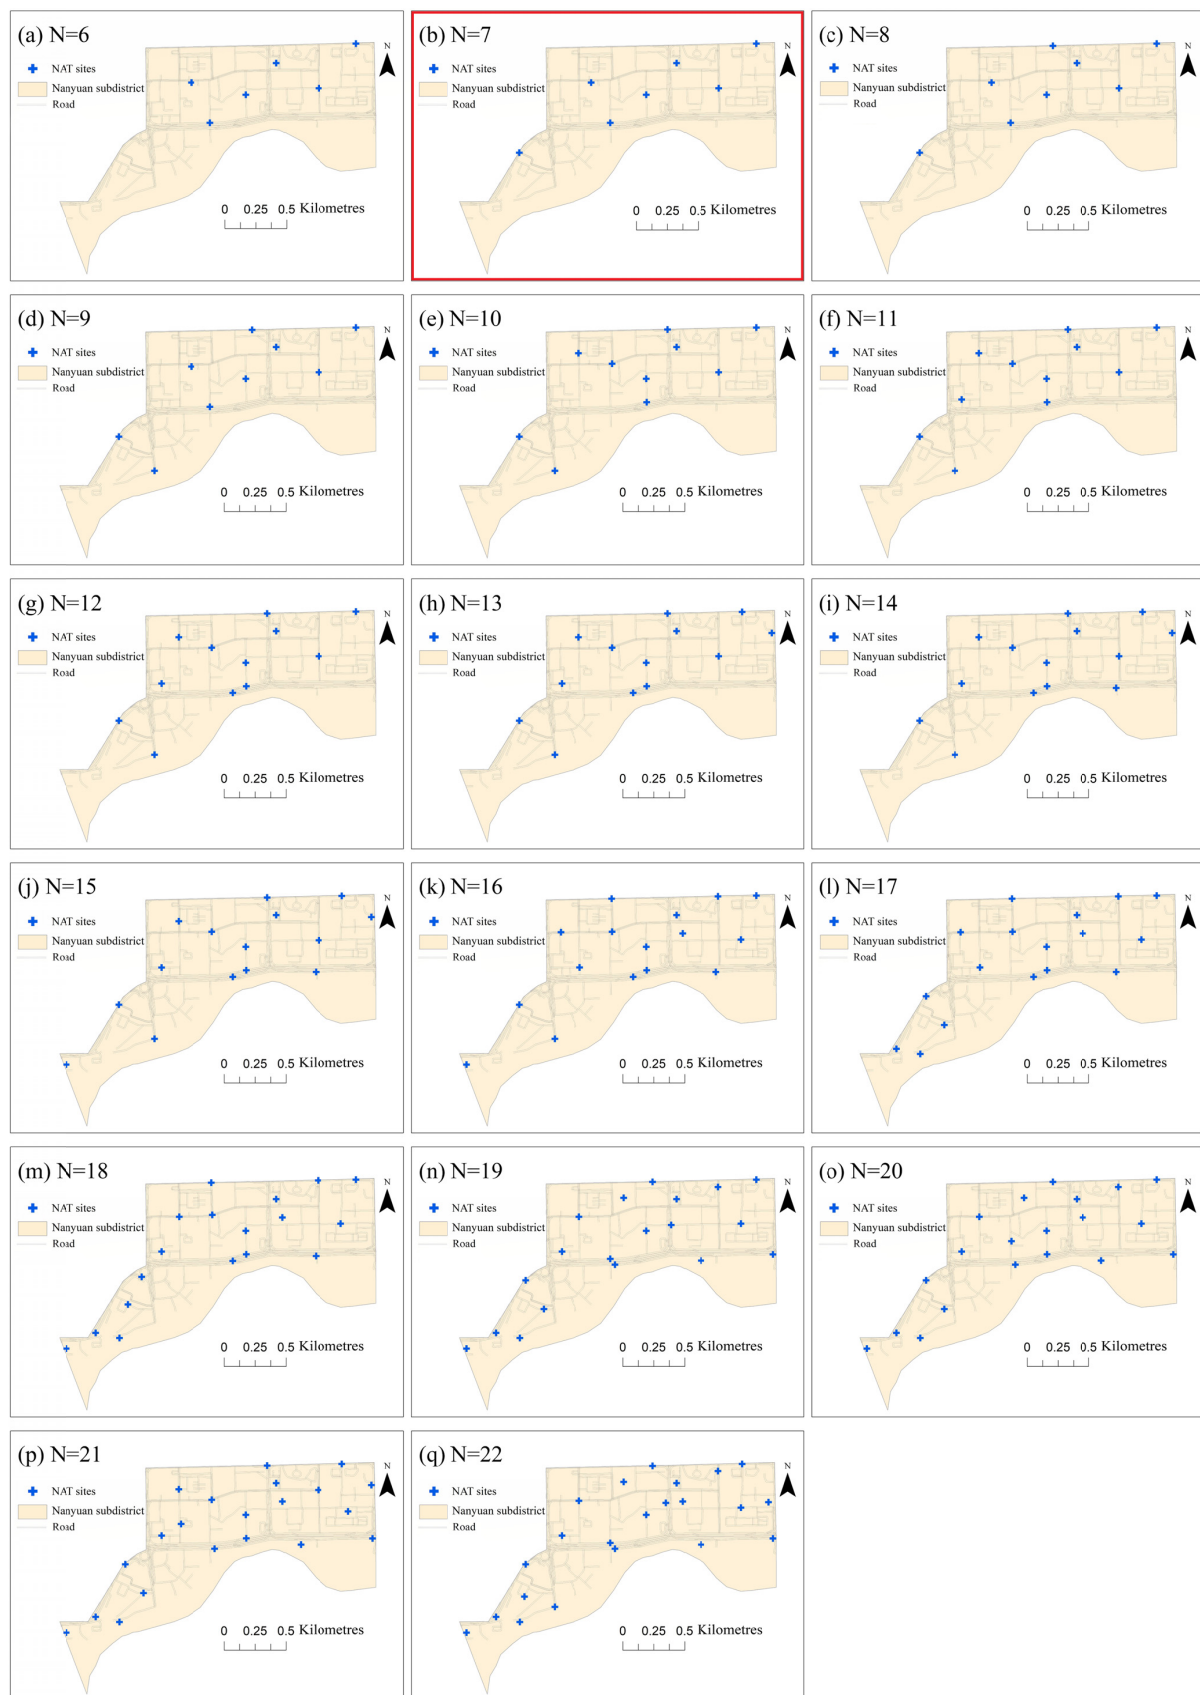 (a) N=6
N
NAT sites
Nanyuan subdistrict
Road
0 0.25 0.5 Kilometres
(b) N=7
N
NAT sites
Nanyuan subdistrict
Road
0 0.25 0.5 Kilometres
(c) N=8
N
NAT sites
Nanyuan subdistrict
Road
0 0.25 0.5 Kilometres
(d) N=9
N
NAT sites
Nanyuan subdistrict
Road
0 0.25 0.5 Kilometres
(e) N=10
N
NAT sites
Nanyuan subdistrict
Road
0 0.25 0.5 Kilometres
(f) N=11
N
NAT sites
Nanyuan subdistrict
Road
0 0.25 0.5 Kilometres
(g) N=12
N
NAT sites
Nanyuan subdistrict
Road
0 0.25 0.5 Kilometres
(h) N=13
N
NAT sites
Nanyuan subdistrict
Road
0 0.25 0.5 Kilometres
(i) N=14
N
NAT sites
Nanyuan subdistrict
Road
0 0.25 0.5 Kilometres
(j) N=15
N
NAT sites
Nanyuan subdistrict
Road
0 0.25 0.5 Kilometres
(k) N=16
N
NAT sites
Nanyuan subdistrict
Road
0 0.25 0.5 Kilometres
(l) N=17
N
NAT sites
Nanyuan subdistrict
Road
0 0.25 0.5 Kilometres
(m) N=18
N
NAT sites
Nanyuan subdistrict
Road
0 0.25 0.5 Kilometres
(n) N=19
N
NAT sites
Nanyuan subdistrict
Road
0 0.25 0.5 Kilometres
(o) N=20
N
NAT sites
Nanyuan subdistrict
Road
0 0.25 0.5 Kilometres
(p) N=21
N
NAT sites
Nanyuan subdistrict
Road
0 0.25 0.5 Kilometres
(q) N=22
N
NAT sites
Nanyuan subdistrict
Road
0 0.25 0.5 Kilometres